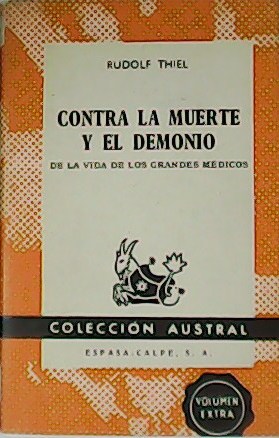 RUDOLF THIEL
CONTRA LA MUERTE
Y EL DEMONIO
DE LA VIDA DE LOS GRANDES MÉDICOS
COLECCIÓN AUSTRAL
ESPASA-CALPE, S. A.
VOLUMEN
EXTRA